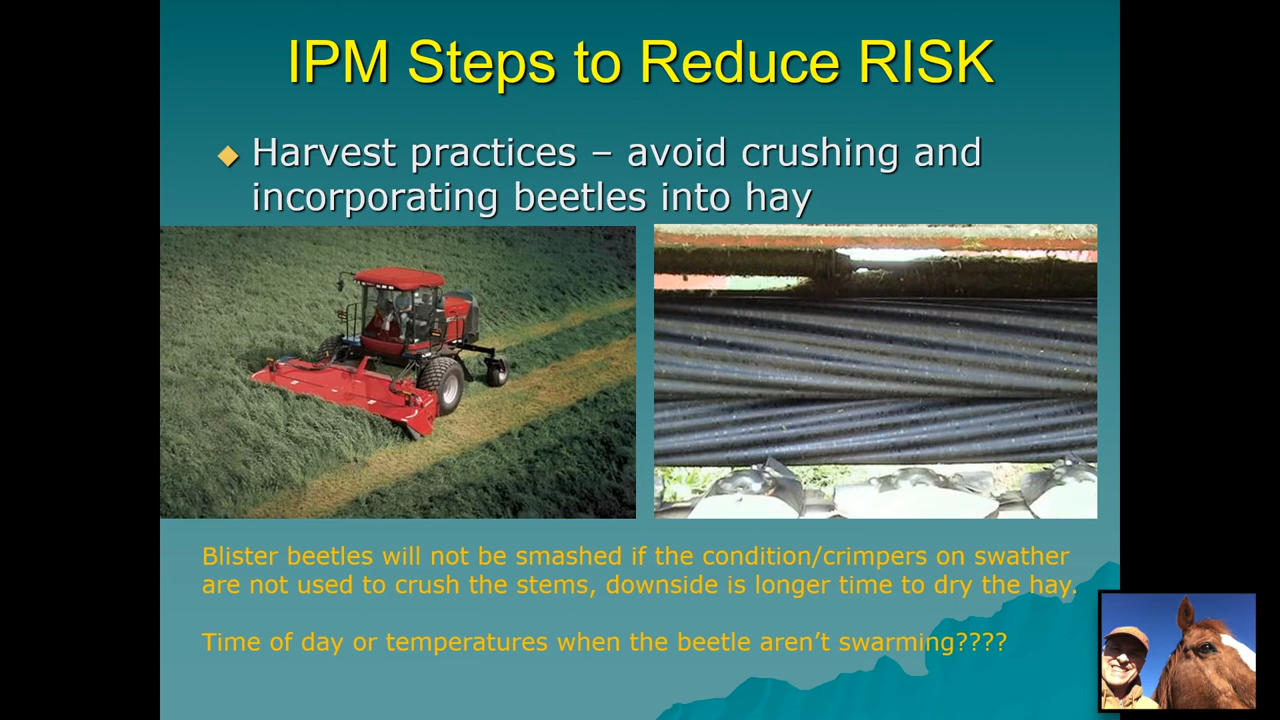 IPM Steps to Reduce RISK
Harvest practices – avoid crushing and
incorporating beetles into hay
Blister beetles will not be smashed if the condition/crimpers on swather
are not used to crush the stems, downside is longer time to dry the hay.
Time of day or temperatures when the beetle aren’t swarming????